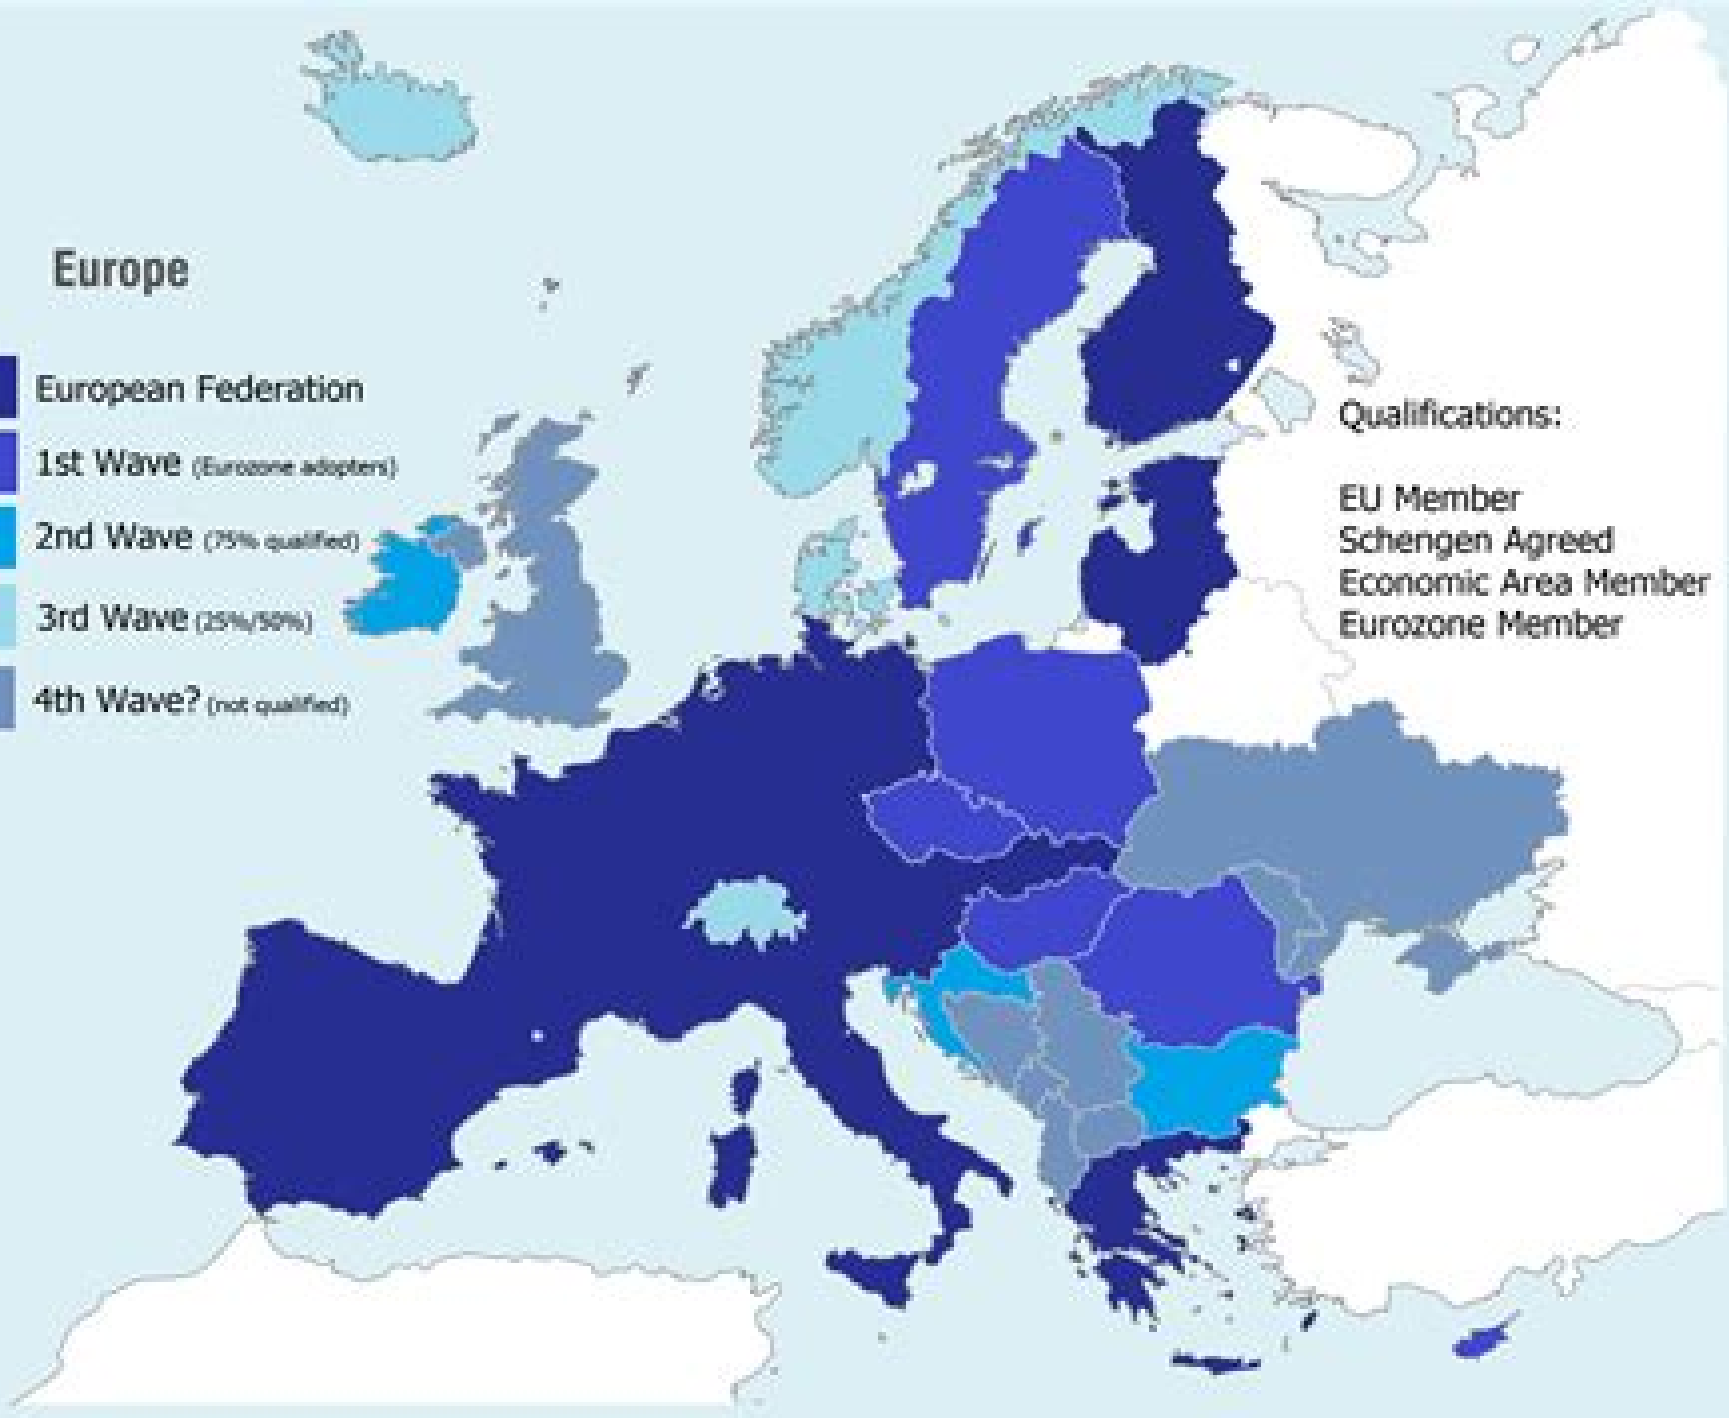 Europe
European Federation
1st Wave (Eurozone adopters)
2nd Wave (75% qualified)
3rd Wave (25%/50%)
4th Wave? (not qualified)
Qualifications:
EU Member
Schengen Agreed
Economic Area Member
Eurozone Member